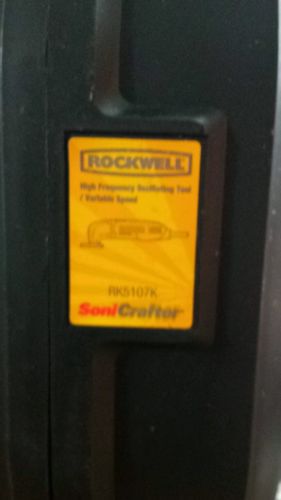 ROCKWELL
High Frequency Oscillating Tool
/ Variable Speed
RK5107K
SoniCrafter